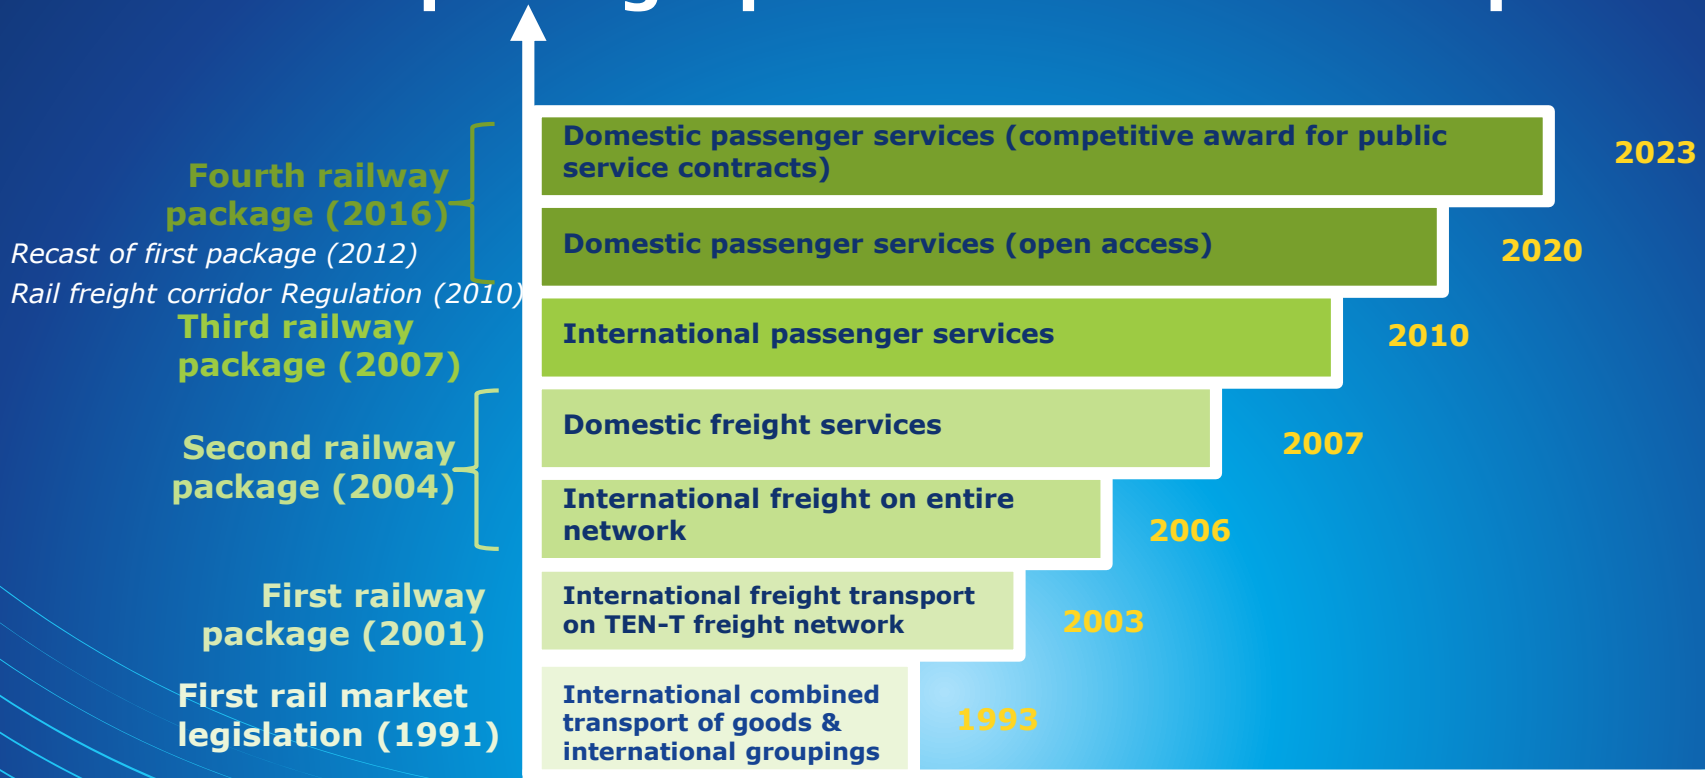 Fourth railway
package (2016)
Domestic passenger services (competitive award for public
service contracts)
2023
Domestic passenger services (open access)
2020
Recast of first package (2012)
Rail freight corridor Regulation (2010)
Third railway
package (2007)
International passenger services
2010
Second railway
package (2004)
Domestic freight services
2007
International freight on entire
network
2006
First railway
package (2001)
International freight transport
on TEN-T freight network
2003
First rail market
legislation (1991)
International combined
transport of goods &
international groupings
1993